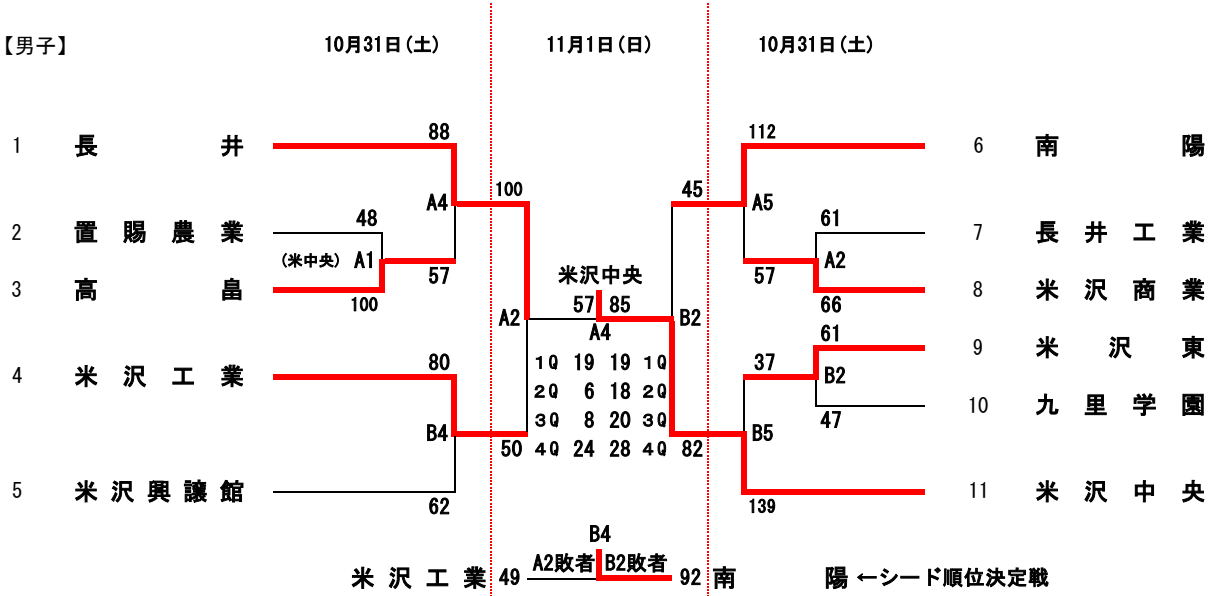 【男子】 10月31日(土) 11月1日(日) 10月31日(土)
88 112
1 長井 6 南陽
A4 100 45 A5
48 61
2 置賜農業 7 長井工業
(米中央) A1 A2
57 米沢中央 57
3 高畠 8 米沢商業
100 57 85 66
A2 A4 B2
61
9 米沢東
80 1Q 19 19 1Q 37
4 米沢工業 B2
2Q 6 18 2Q
10 九里学園
3Q 8 20 3Q 47
B4 B5
50 4Q 24 28 4Q 82
5 米沢興譲館 11 米沢中央
62 139
B4
A2敗者 B2敗者
米沢工業 49 92 南陽 ←シード順位決定戦